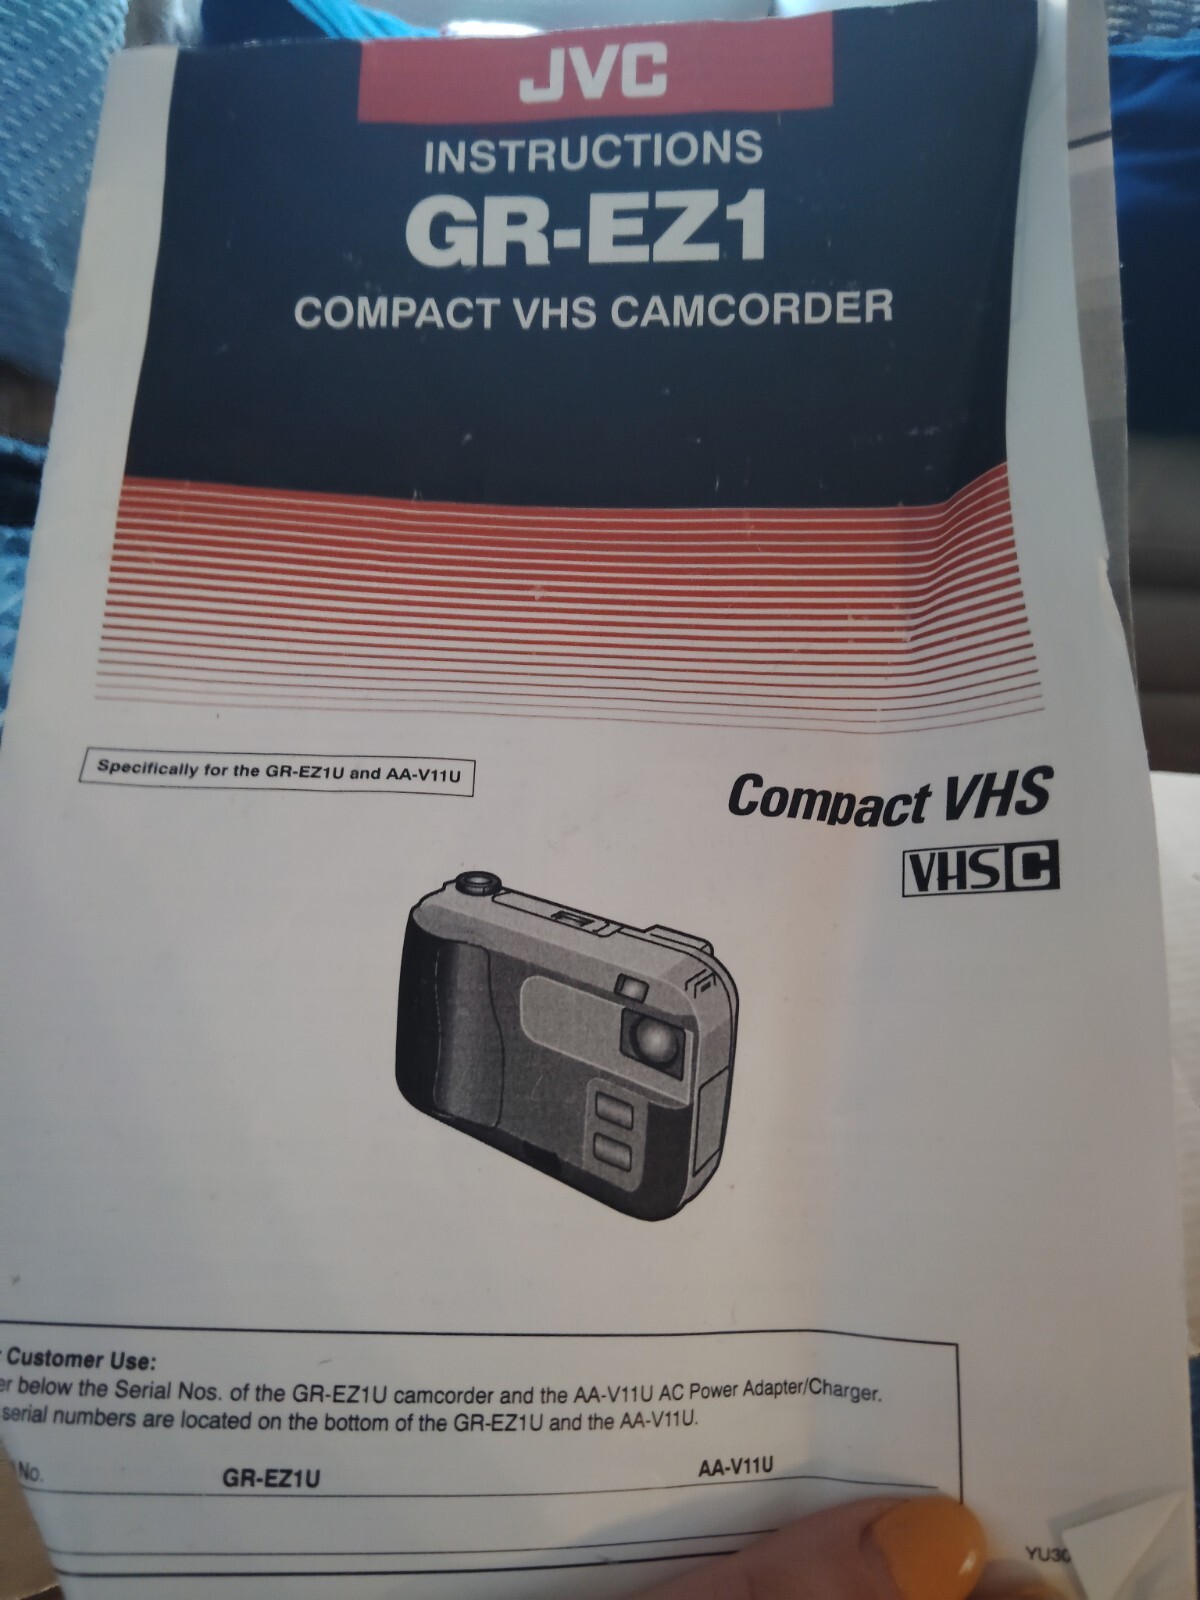 JVC
INSTRUCTIONS
GR-EZ1
COMPACT VHS CAMCORDER
Specifically for the GR-EZ1U and AA-V11U
Compact VHS
VHS C
Customer Use:
below the Serial Nos. of the GR-EZ1U camcorder and the AA-V11U AC Power Adapter/Charger.
serial numbers are located on the bottom of the GR-EZ1U and the AA-V11U.
No.
GR-EZ1U
AA-V11U